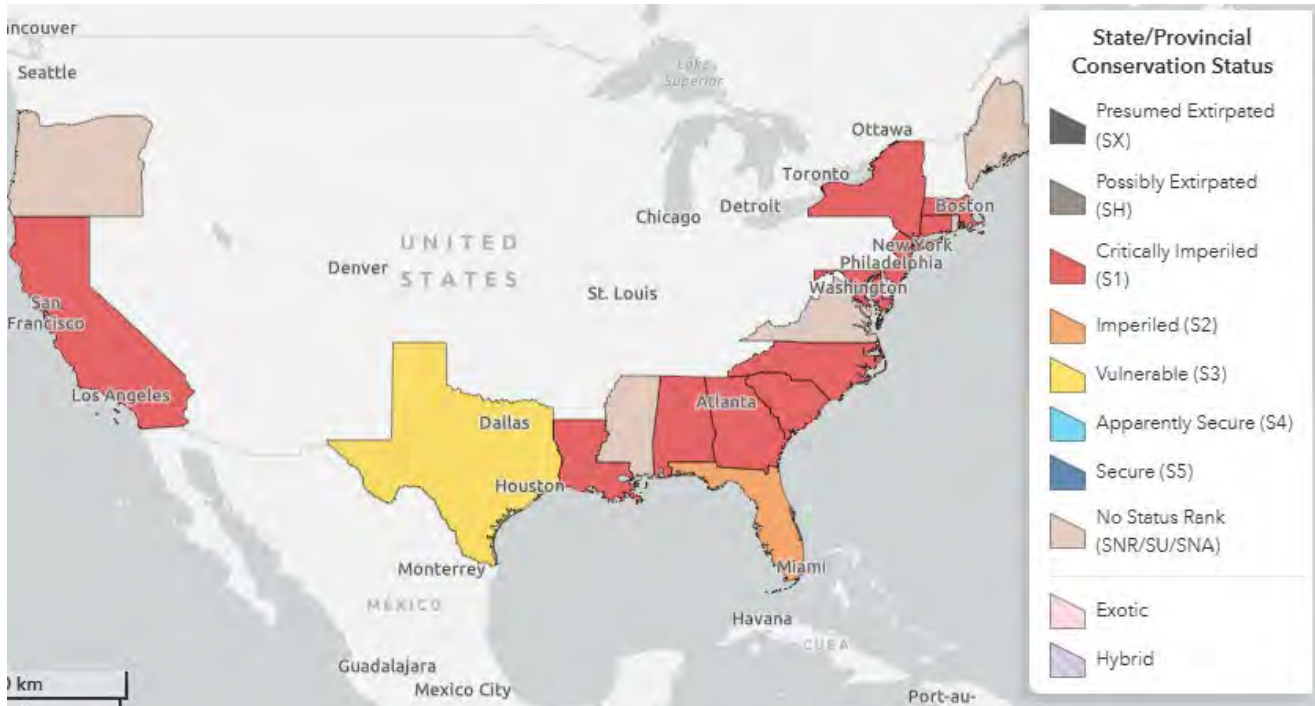 ncouver
Seattle
Lake
Superior
Ottawa
Toronto
Boston
Chicago
Detroit
New York
UNITED
STATES
Denver
Philadelphia
St. Louis
Washington
San
Francisco
Los Angeles
Atlanta
Dallas
Houston
Monterrey
Miami
MÉXICO
Havana
CUBA
Guadalajara
Mexico City
Port-au-
km
State/Provincial
Conservation Status
Presumed Extirpated
(SX)
Possibly Extirpated
(SH)
Critically Imperiled
(S1)
Imperiled (S2)
Vulnerable (S3)
Apparently Secure (S4)
Secure (S5)
No Status Rank
(SNR/SU/SNA)
Exotic
Hybrid